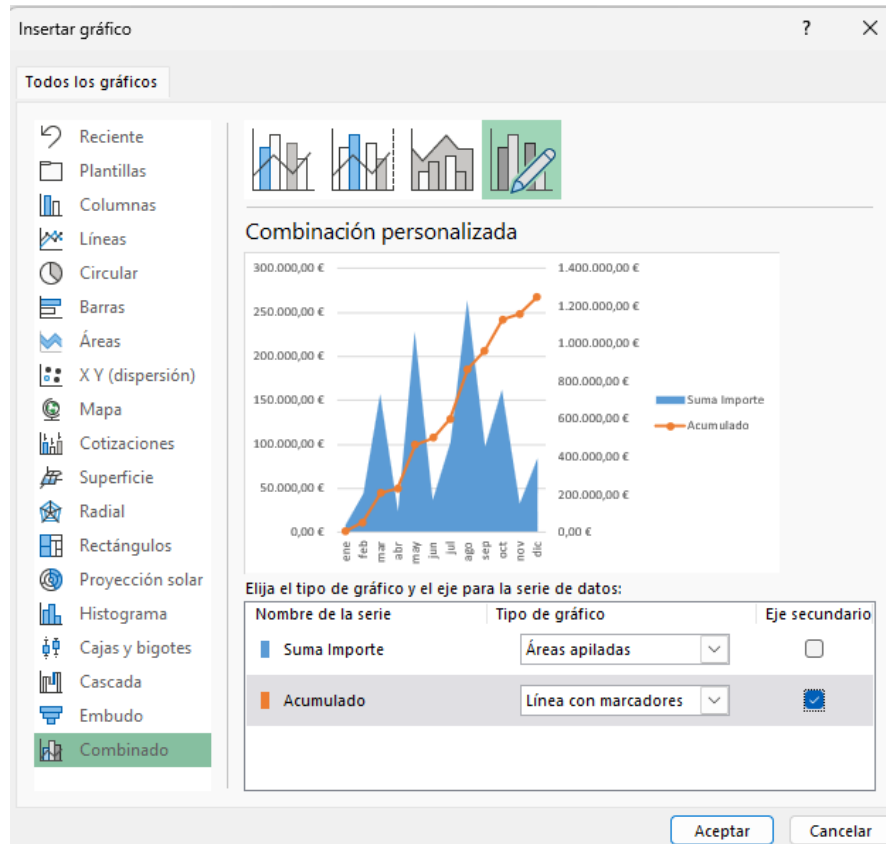 Insertar gráfico
?
Todos los gráficos
Reciente
Plantillas
Columnas
Líneas
Circular
Barras
Áreas
X Y (dispersión)
Mapa
Cotizaciones
Superficie
Radial
Rectángulos
Proyección solar
Histograma
Cajas y bigotes
Cascada
Embudo
Combinado
Combinación personalizada
300.000,00 €
250.000,00 €
200.000,00 €
150.000,00 €
100.000,00 €
50.000,00 €
0,00 €
1.400.000,00 €
1.200.000,00 €
1.000.000,00 €
800.000,00 €
600.000,00 €
400.000,00 €
200.000,00 €
0,00 €
ene
feb
mar
abr
may
jun
jul
ago
sep
oct
nov
dic
Suma Importe
Acumulado
Elija el tipo de gráfico y el eje para la serie de datos:
Nombre de la serie Tipo de gráfico Eje secundario
Suma Importe Áreas apiladas
Acumulado Línea con marcadores
Aceptar Cancelar